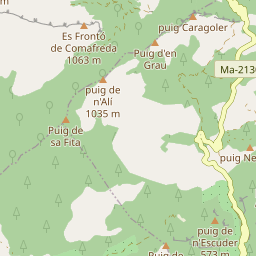 puig Caragoler
Es Frontó
de Comafreda
1063 m
Puig d'en
Grau
Ma-2130
puig de
n'Alí
1035 m
Puig de
sa Fita
puig Ne
puig de
n'Escuder
573 m
Puig de